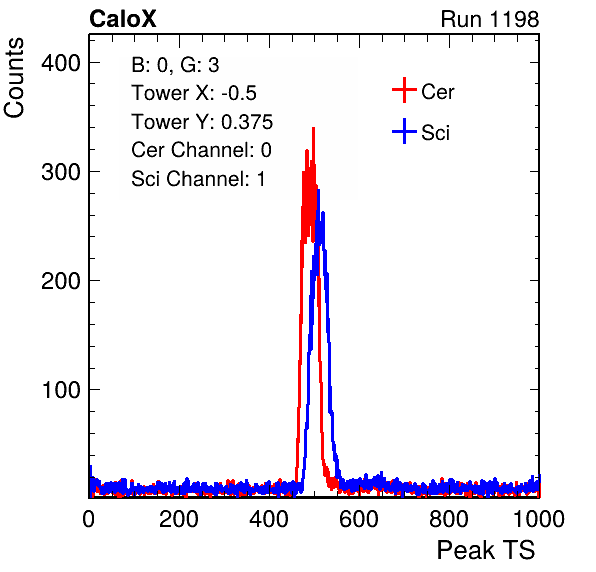 CaloX Run 1198
Counts
400
300
200
100
B: 0, G: 3
Tower X: -0.5
Tower Y: 0.375
Cer Channel: 0
Sci Channel: 1
Cer
Sci
0 200 400 600 800 1000
Peak TS